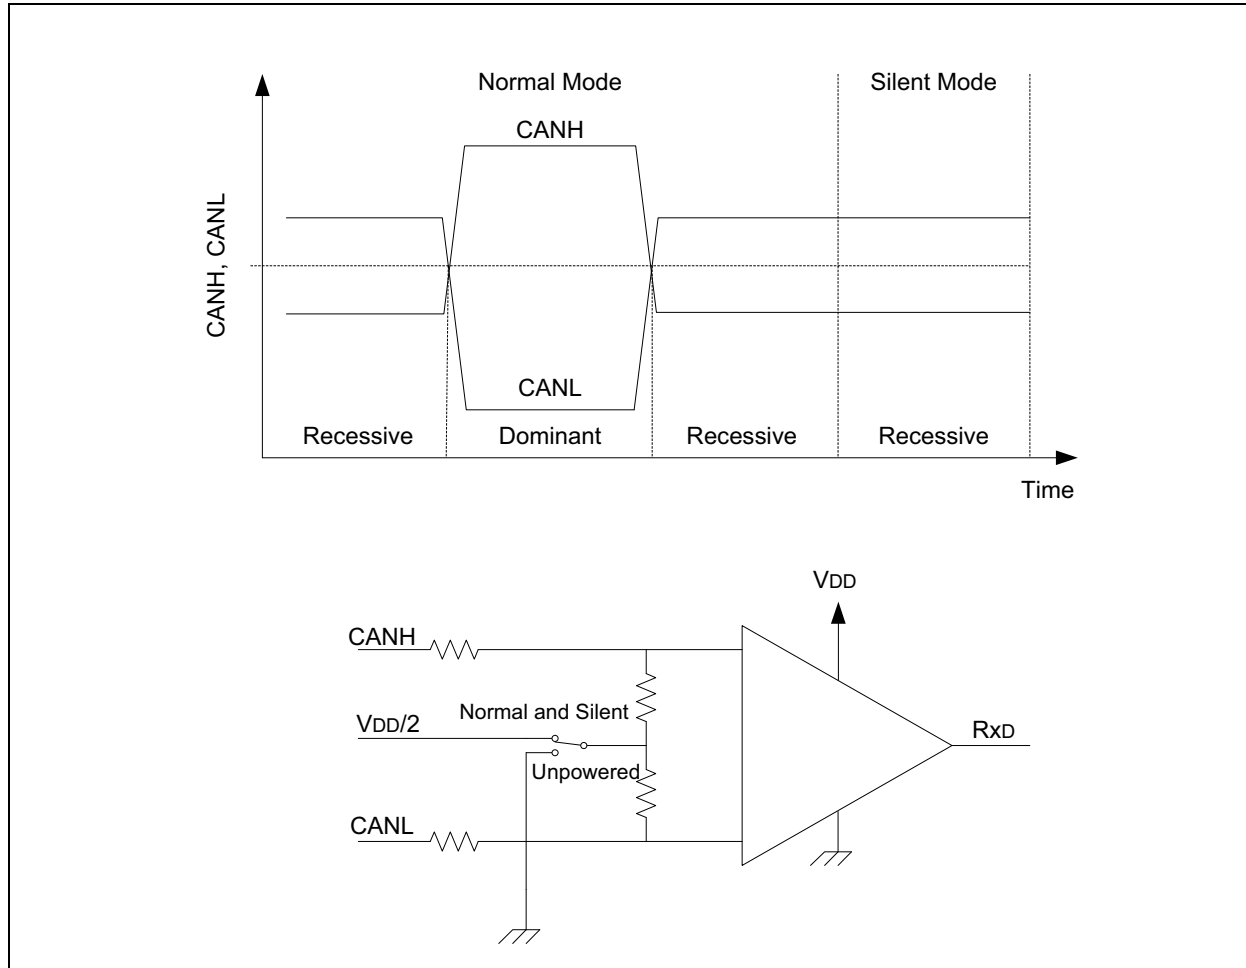 Normal Mode
Silent Mode
CANH
CANH, CANL
CANL
Recessive
Dominant
Recessive
Recessive
Time
VDD
CANH
Normal and Silent
VDD/2
RXD
Unpowered
CANL